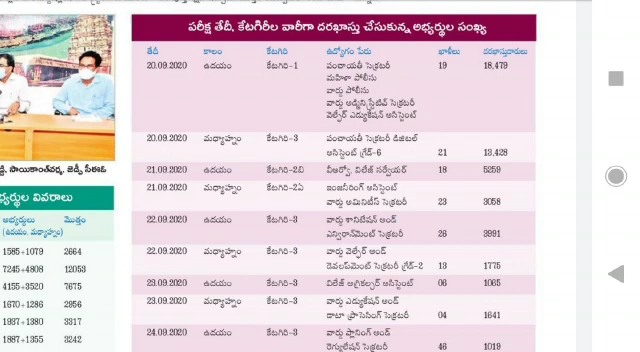 పరీక్ష తేదీ, కేటగిరీల వారీగా దరఖాస్తు చేసుకున్న అభ్యర్థుల సంఖ్య
తేదీ కాలం కేటగిరి ఉద్యోగం పేరు ఖాళీలు దరఖాస్తుదారులు
20.09.2020 ఉదయం కేటగిరి-1 పంచాయతీ సెక్రటరీ 19 18,479
మహిళా పోలీసు
వార్డు పోలీసు
వార్డు అడ్మినిస్ట్రేటివ్ సెక్రటరీ
వెల్ఫేర్ ఎడ్యుకేషన్ అసిస్టెంట్
20.09.2020 మధ్యాహ్నం కేటగిరి-3 పంచాయతీ సెక్రటరీ డిజిటల్
అసిస్టెంట్ గ్రేడ్-6 21 13,428
21.09.2020 ఉదయం కేటగిరి-2బి వీఆర్వో, విలేజ్ సర్వేయర్ 18 5259
21.09.2020 మధ్యాహ్నం కేటగిరి-2ఏ ఇంజనీరింగ్ అసిస్టెంట్
వార్డు అమినిటీస్ సెక్రటరీ 23 3058
22.09.2020 ఉదయం కేటగిరి-3 వార్డు శానిటేషన్ అండ్
ఎన్విరాన్‌మెంట్ సెక్రటరీ 26 3991
22.09.2020 మధ్యాహ్నం కేటగిరి-3 వార్డు వెల్ఫేర్ అండ్
డెవలప్‌మెంట్ సెక్రటరీ గ్రేడ్-2 13 1775
23.09.2020 ఉదయం కేటగిరి-3 విలేజ్ అగ్రికల్చర్ అసిస్టెంట్ 06 1065
23.09.2020 మధ్యాహ్నం కేటగిరి-3 వార్డు ఎడ్యుకేషన్ అండ్
డాటా ప్రాసెసింగ్ సెక్రటరీ 04 1641
24.09.2020 ఉదయం కేటగిరి-3 వార్డు ప్లానింగ్ అండ్
రెగ్యులేషన్ సెక్రటరీ 46 1019
సాయికాంత్‌వర్మ, జెడ్పీ సీఈఓ
ర్థుల వివరాలు
అభ్యర్థులు మొత్తం
(ఉదయం, మధ్యాహ్నం)
1585+1079 2664
7245+4808 12053
4155+3520 7675
1670+1286 2956
1937+1380 3317
1887+1355 3242